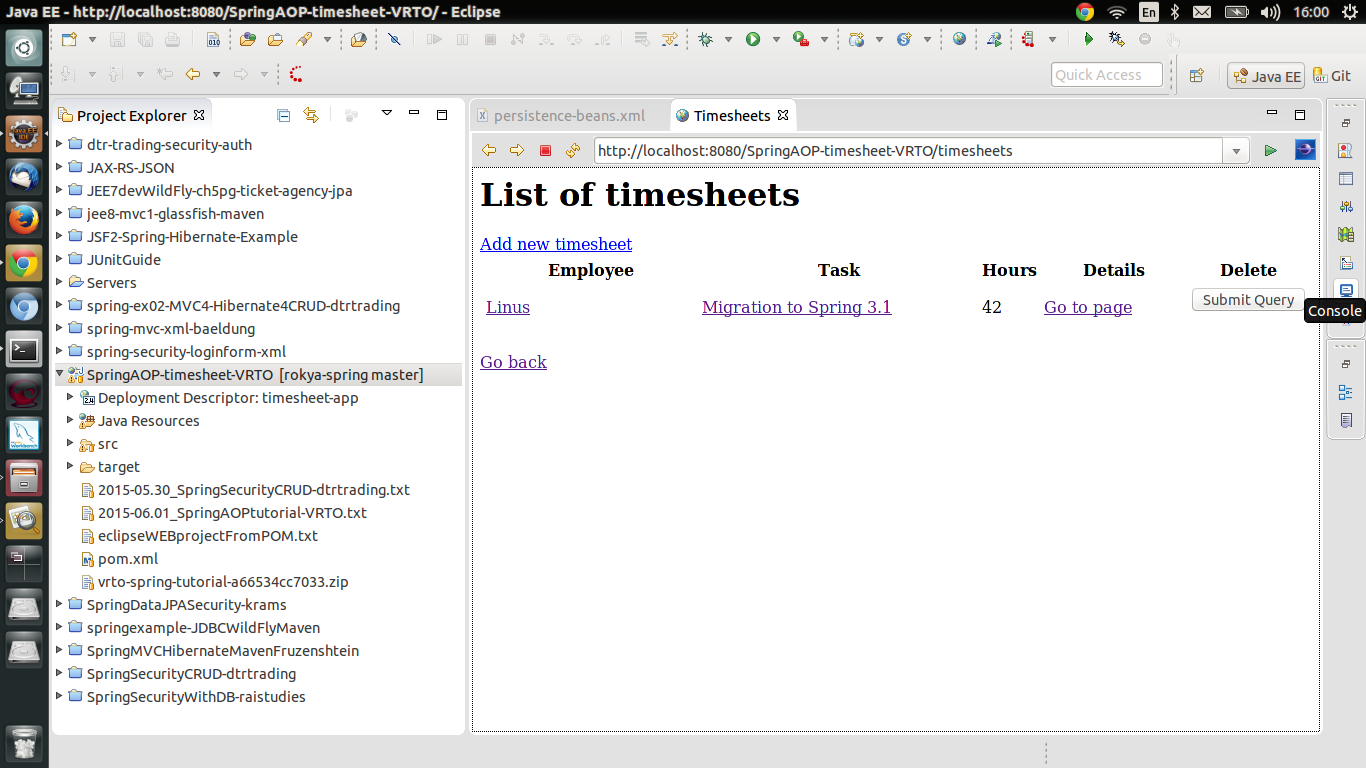 Java EE - http://localhost:8080/SpringAOP-timesheet-VRTO/ - Eclipse
En
16:00
Quick Access
Java EE
Git
Project Explorer
dtr-trading-security-auth
JAX-RS-JSON
JEE7devWildFly-ch5pg-ticket-agency-jpa
jee8-mvc1-glassfish-maven
JSF2-Spring-Hibernate-Example
JUnitGuide
Servers
spring-ex02-MVC4-Hibernate4CRUD-dtrtrading
spring-mvc-xml-baeldung
spring-security-loginform-xml
SpringAOP-timesheet-VRTO [rokya-spring master]
Deployment Descriptor: timesheet-app
Java Resources
src
target
2015-05.30_SpringSecurityCRUD-dtrtrading.txt
2015-06.01_SpringAOPtutorial-VRTO.txt
eclipseWEBprojectFromPOM.txt
pom.xml
vrto-spring-tutorial-a66534cc7033.zip
SpringDataJPASecurity-krams
springexample-JDBCWildFlyMaven
SpringMVCHibernateMavenFruzenshtein
SpringSecurityCRUD-dtrtrading
SpringSecurityWithDB-raistudies
persistence-beans.xml
Timesheets
http://localhost:8080/SpringAOP-timesheet-VRTO/timesheets
List of timesheets
Add new timesheet
Employee Task Hours Details Delete
Linus Migration to Spring 3.1 42 Go to page Submit Query
Go back
Console